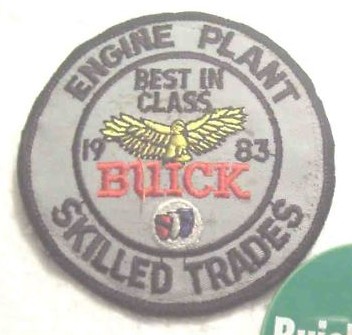 ENGINE PLANT
BEST IN
CLASS
19 83
BUICK
SKILLED TRADES